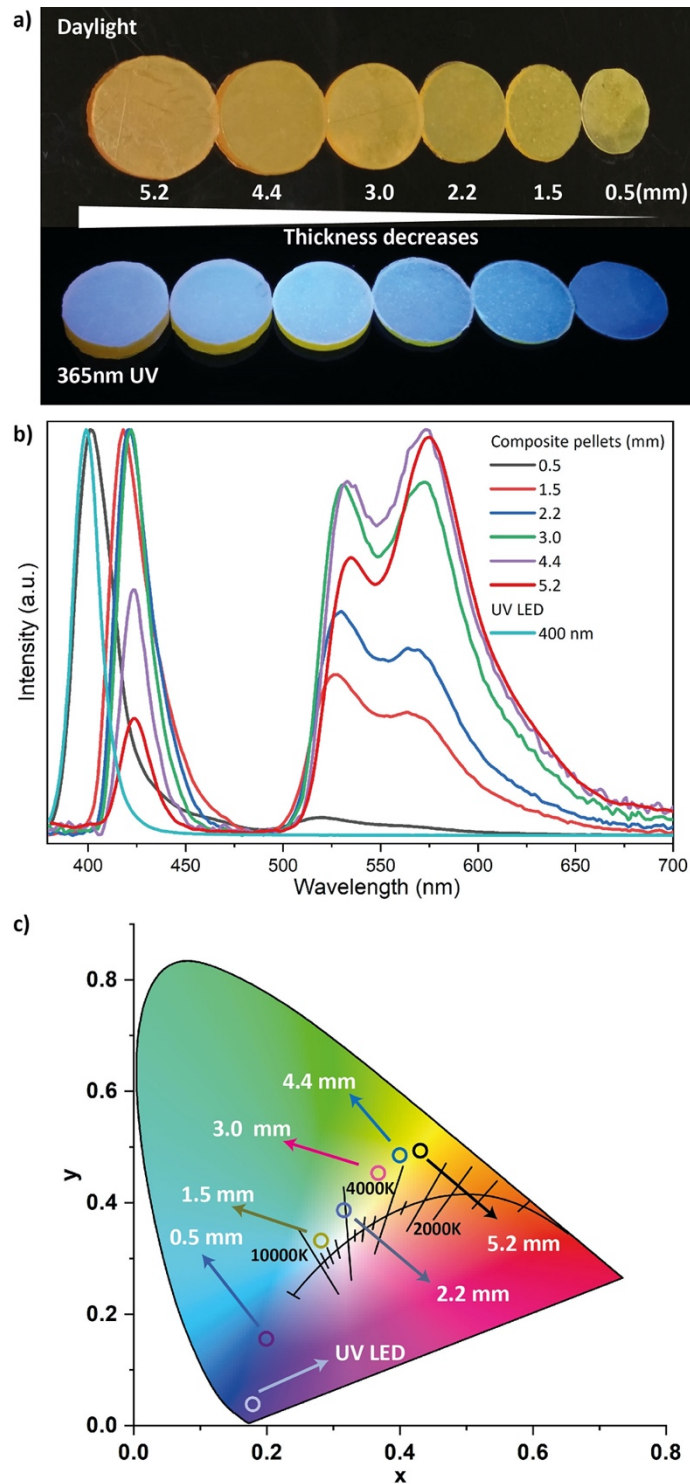 a)
Daylight
5.2 4.4 3.0 2.2 1.5 0.5(mm)
Thickness decreases
365nm UV
b)
Intensity (a.u.)
Composite pellets (mm)
0.5
1.5
2.2
3.0
4.4
5.2
UV LED
400 nm
400 450 500 550 600 650 700
Wavelength (nm)
c)
y
0.8
0.6
0.4
0.2
0.0
4.4 mm
3.0 mm
4000K
1.5 mm
2000K
0.5 mm
10000K
5.2 mm
2.2 mm
UV LED
0.0 0.2 0.4 0.6 0.8
x